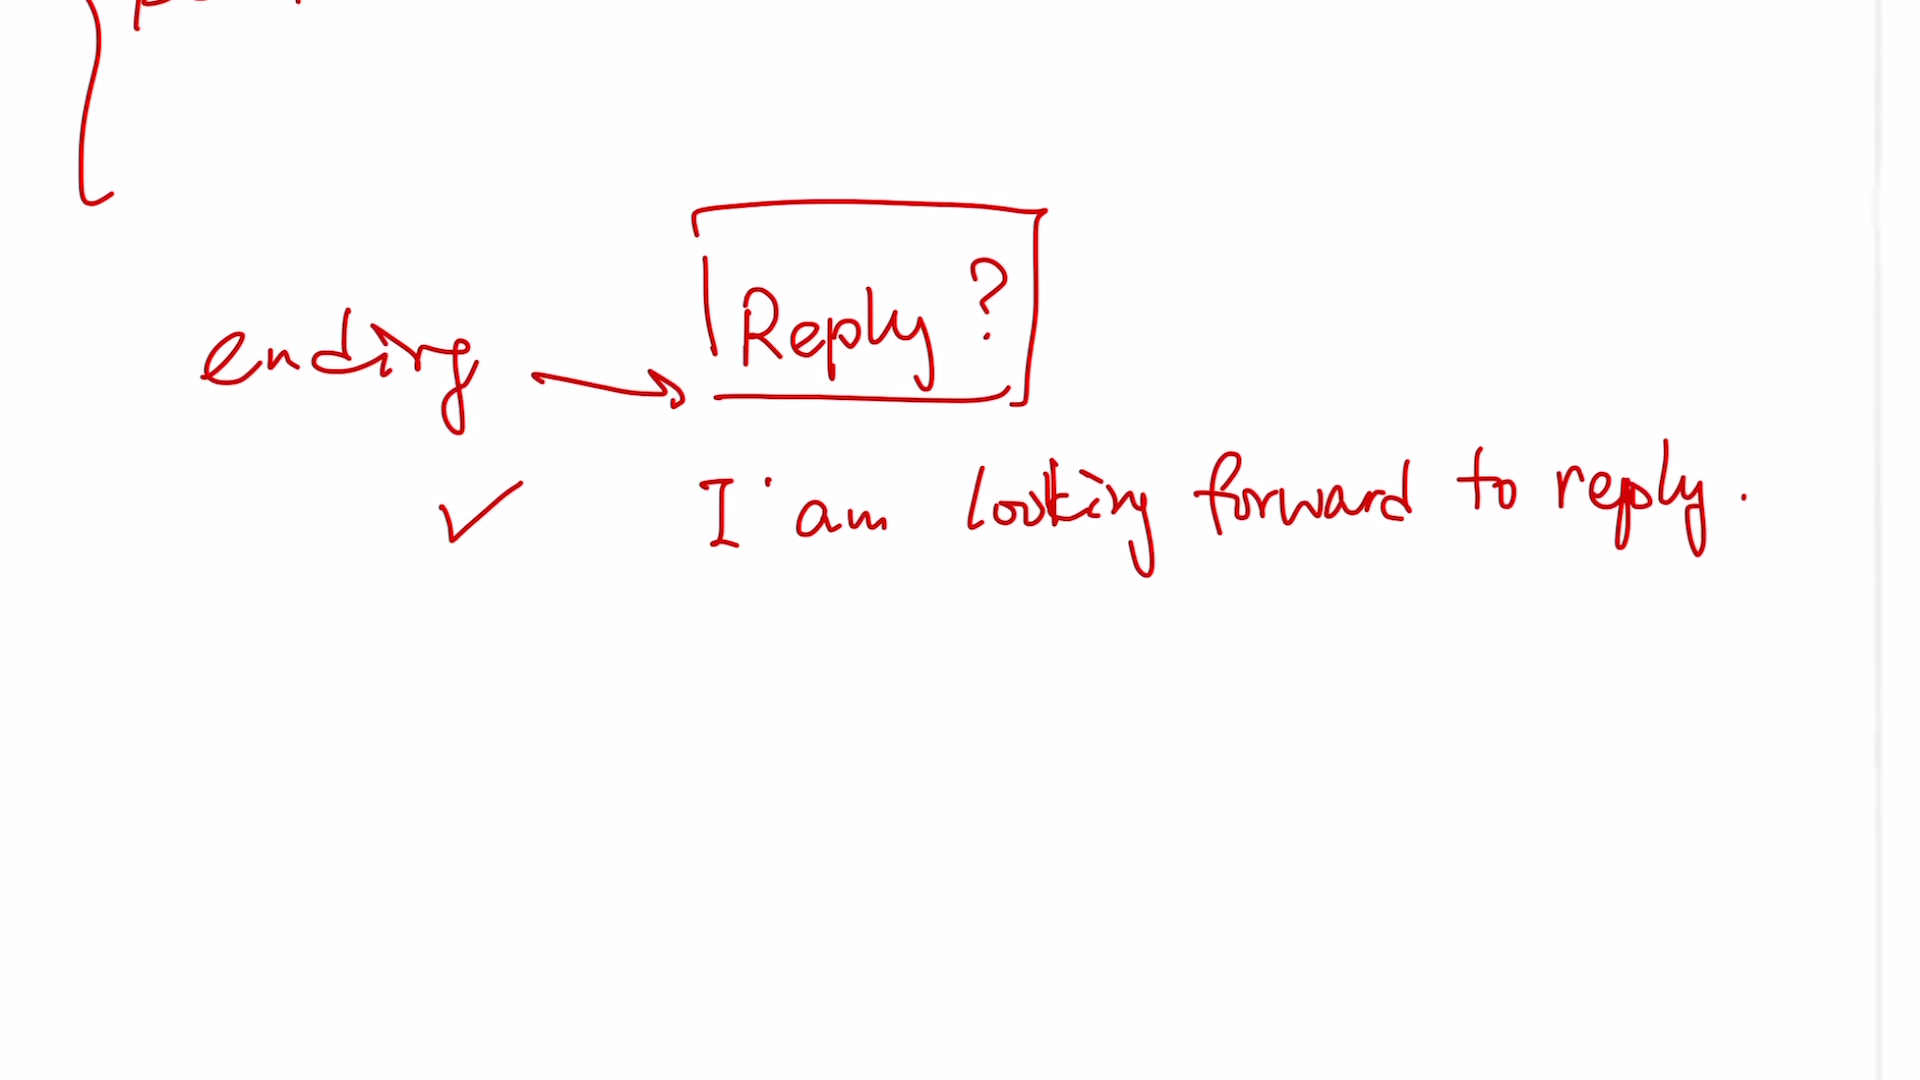 Reply ?
ending
I am looking forward to reply.